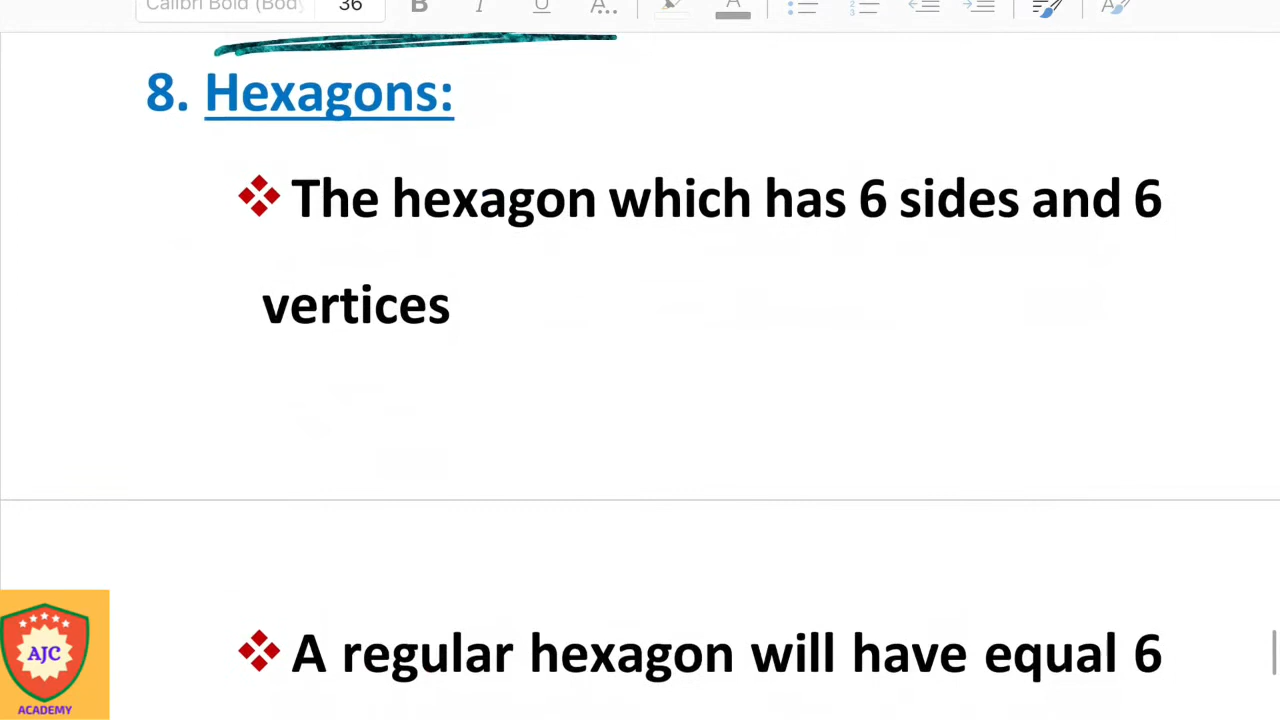 Calibri Bold (Body 36 B I U A...
8. Hexagons:
❖ The hexagon which has 6 sides and 6
vertices
❖ A regular hexagon will have equal 6
AJC
ACADEMY